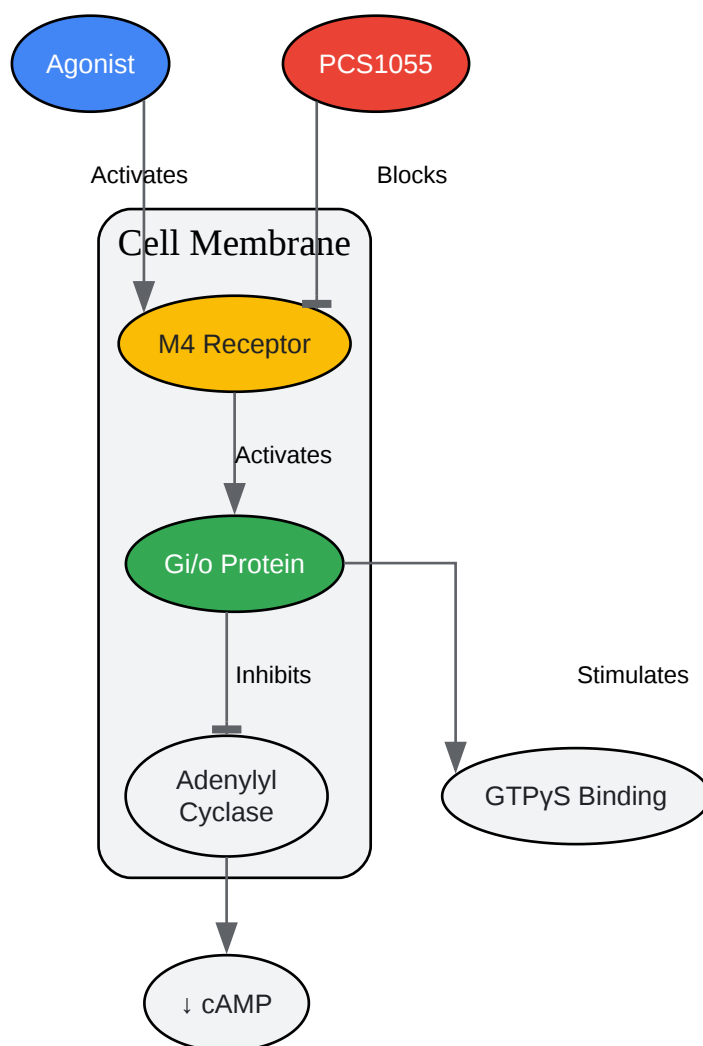 Agonist
PCS1055
Activates
Blocks
Cell Membrane
M4 Receptor
Activates
Gi/o Protein
Inhibits
Stimulates
Adenylyl
Cyclase
GTPγS Binding
↓ cAMP